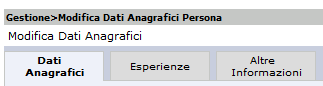 Gestione>Modifica Dati Anagrafici Persona
Modifica Dati Anagrafici
Dati
Anagrafici
Esperienze
Altre
Informazioni